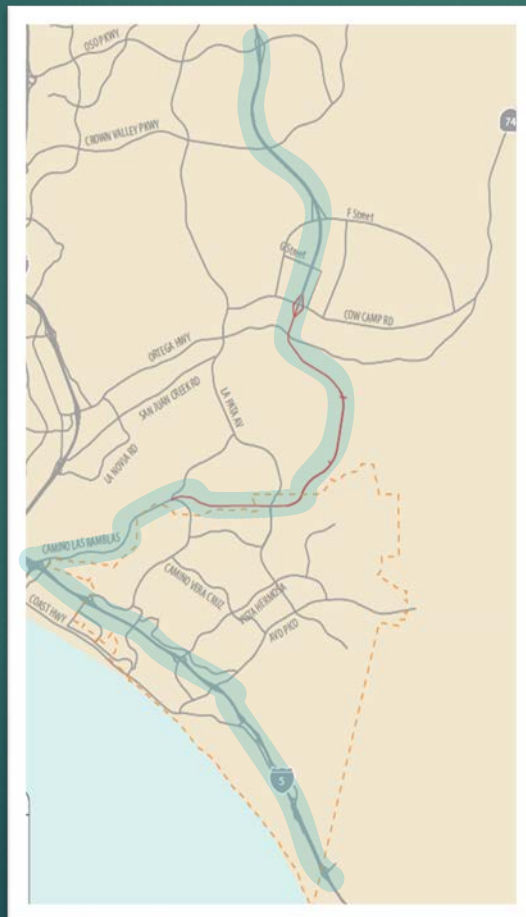 OSO PKWY
CROWN VALLEY PKWY
74
F Street
G Street
COW CAMP RD
ORTEGA HWY
SAN JUAN CREEK RD
LA PATA AV
LA NOVIA RD
CAMINO LAS RAMBLAS
CAMINO VERA CRUZ
VISTA HERMOSA
COAST HWY
AVD PICO
5